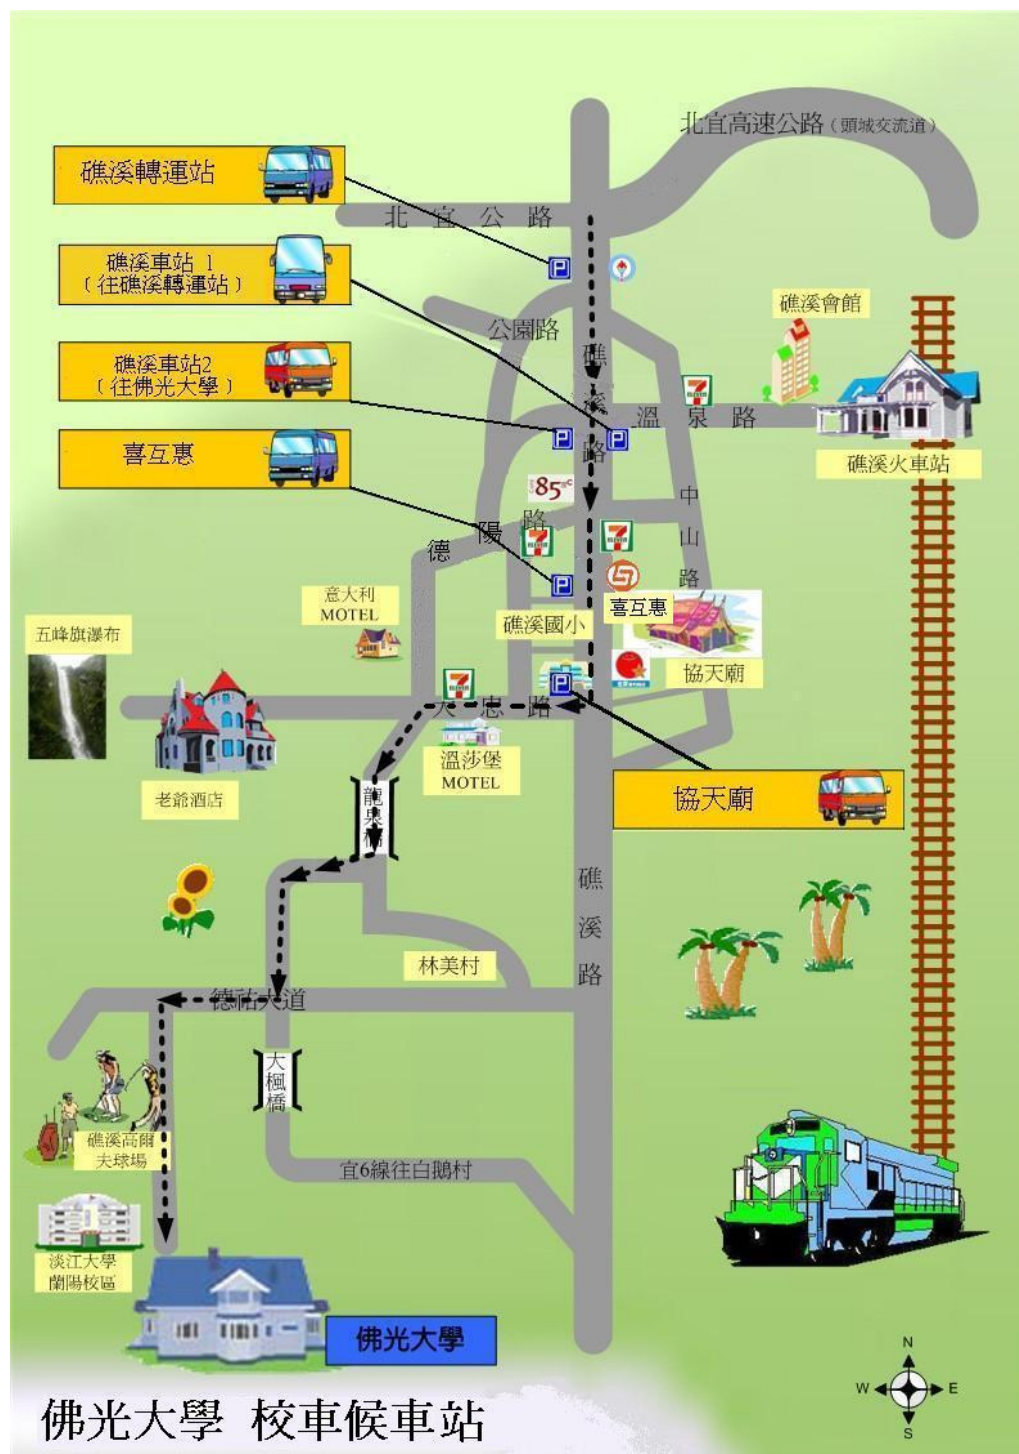 北宜高速公路(頭城交流道)
礁溪轉運站
北宜公路
礁溪車站 1
(往礁溪轉運站)
礁溪會館
公園路
礁溪車站2
(往佛光大學)
礁溪路
溫泉路
喜互惠
礁溪火車站
85°C
中山路
德陽路
7
ELEVEN
意大利
MOTEL
喜互惠
礁溪國小
五峰旗瀑布
協天廟
大忠路
溫莎堡
MOTEL
老爺酒店
龍泉橋
協天廟
礁溪路
林美村
德祐大道
大楓橋
礁溪高爾
夫球場
宜6線往白鵝村
淡江大學
蘭陽校區
佛光大學
N
W
E
S
佛光大學 校車候車站